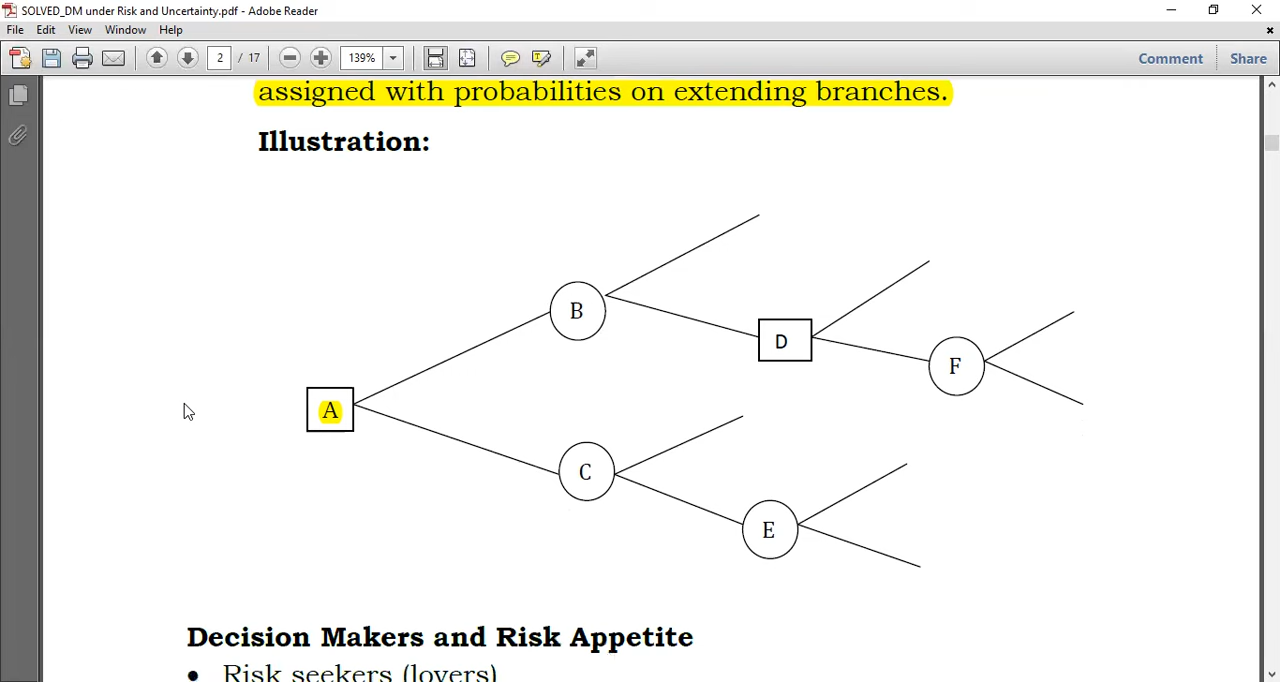 SOLVED_DM under Risk and Uncertainty.pdf - Adobe Reader
File Edit View Window Help
2 / 17 139% Comment Share
assigned with probabilities on extending branches.
Illustration:
B
D
F
A
C
E
Decision Makers and Risk Appetite
• Risk seekers (lovers)